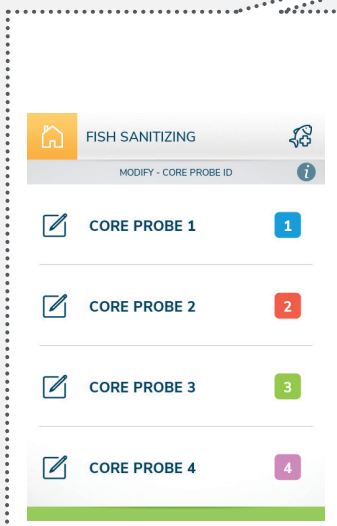 FISH SANITIZING
MODIFY - CORE PROBE ID
i
CORE PROBE 1
1
CORE PROBE 2
2
CORE PROBE 3
3
CORE PROBE 4
4